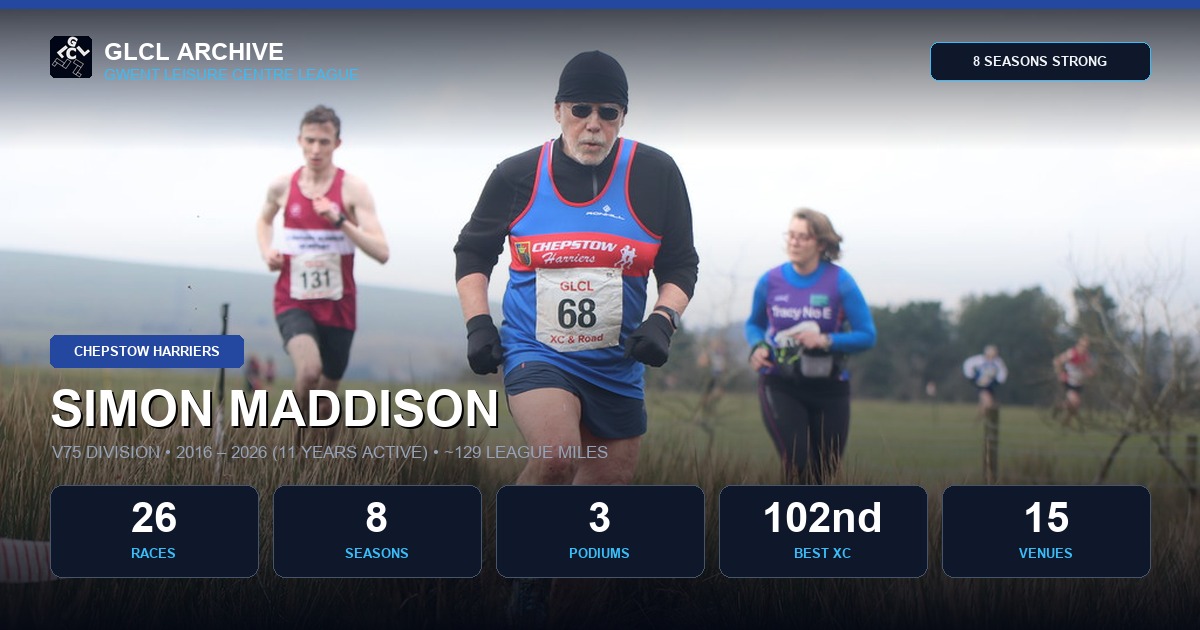 GLCL ARCHIVE
GWENT LEISURE CENTRE LEAGUE
8 SEASONS STRONG
131
RONHILL
CHEPSTOW
Harriers
GLCL
68
XC & Road
CHEPSTOW HARRIERS
SIMON MADDISON
V75 DIVISION • 2016 – 2026 (11 YEARS ACTIVE) • ~129 LEAGUE MILES
26
RACES
8
SEASONS
3
PODIUMS
102nd
BEST XC
15
VENUES